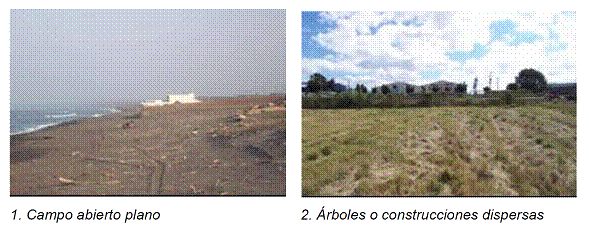 1. Campo abierto plano
2. Árboles o construcciones dispersas